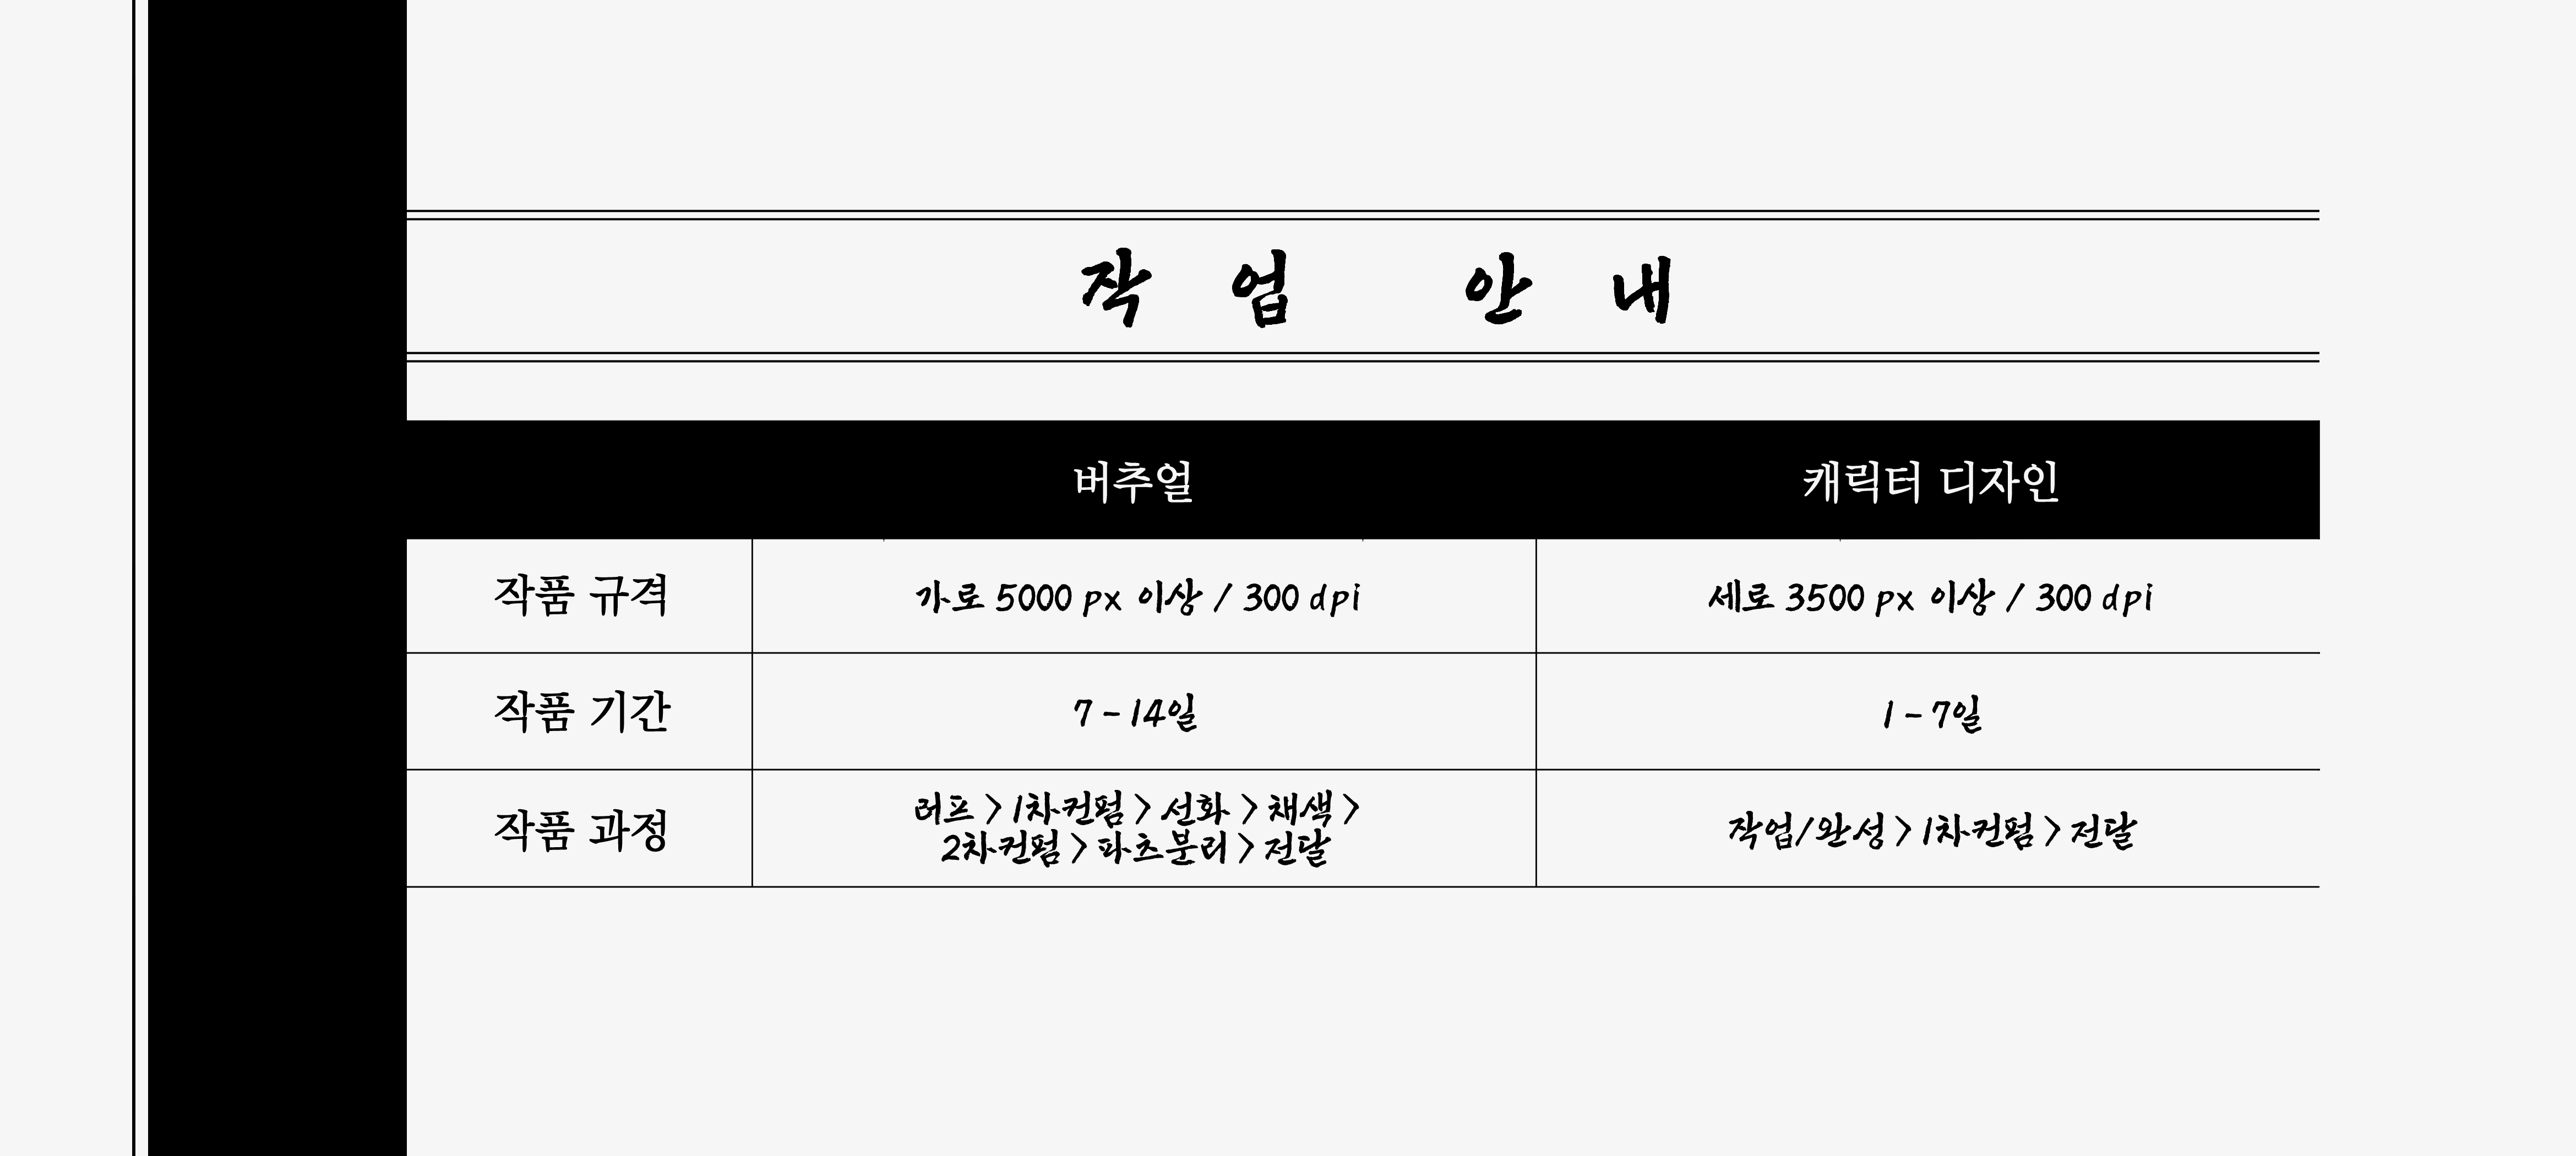 작 업 안 내
버추얼 캐릭터 디자인
작품 규격 가로 5000 px 이상 / 300 dpi 세로 3500 px 이상 / 300 dpi
작품 기간 7 - 14일 1 - 7일
작품 과정 러프 > 1차컨펌 > 선화 > 채색 >
2차컨펌 > 파츠분리 > 전달 작업/완성 > 1차컨펌 > 전달